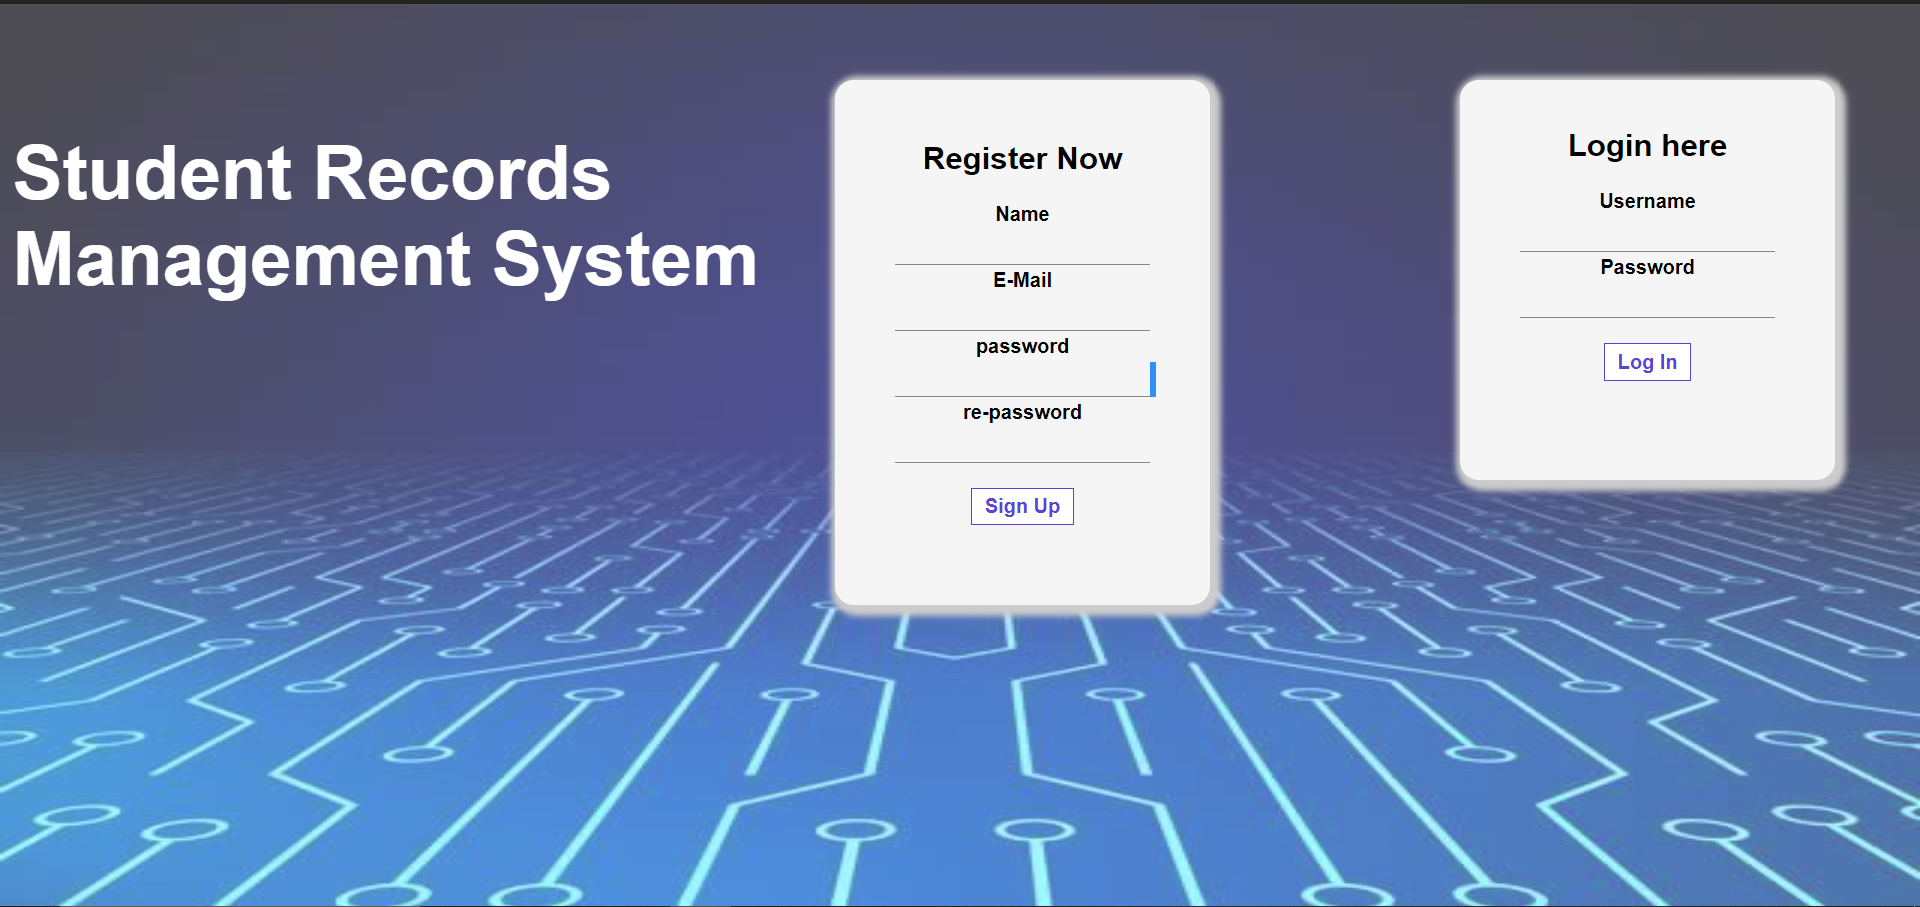 Student Records
Management System
Register Now
Name
E-Mail
password
re-password
Sign Up
Login here
Username
Password
Log In